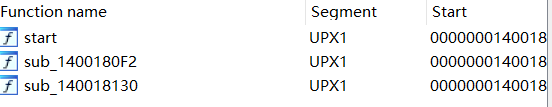 Function name Segment Start
f start UPX1 0000000140018
f sub_1400180F2 UPX1 0000000140018
f sub_140018130 UPX1 0000000140018